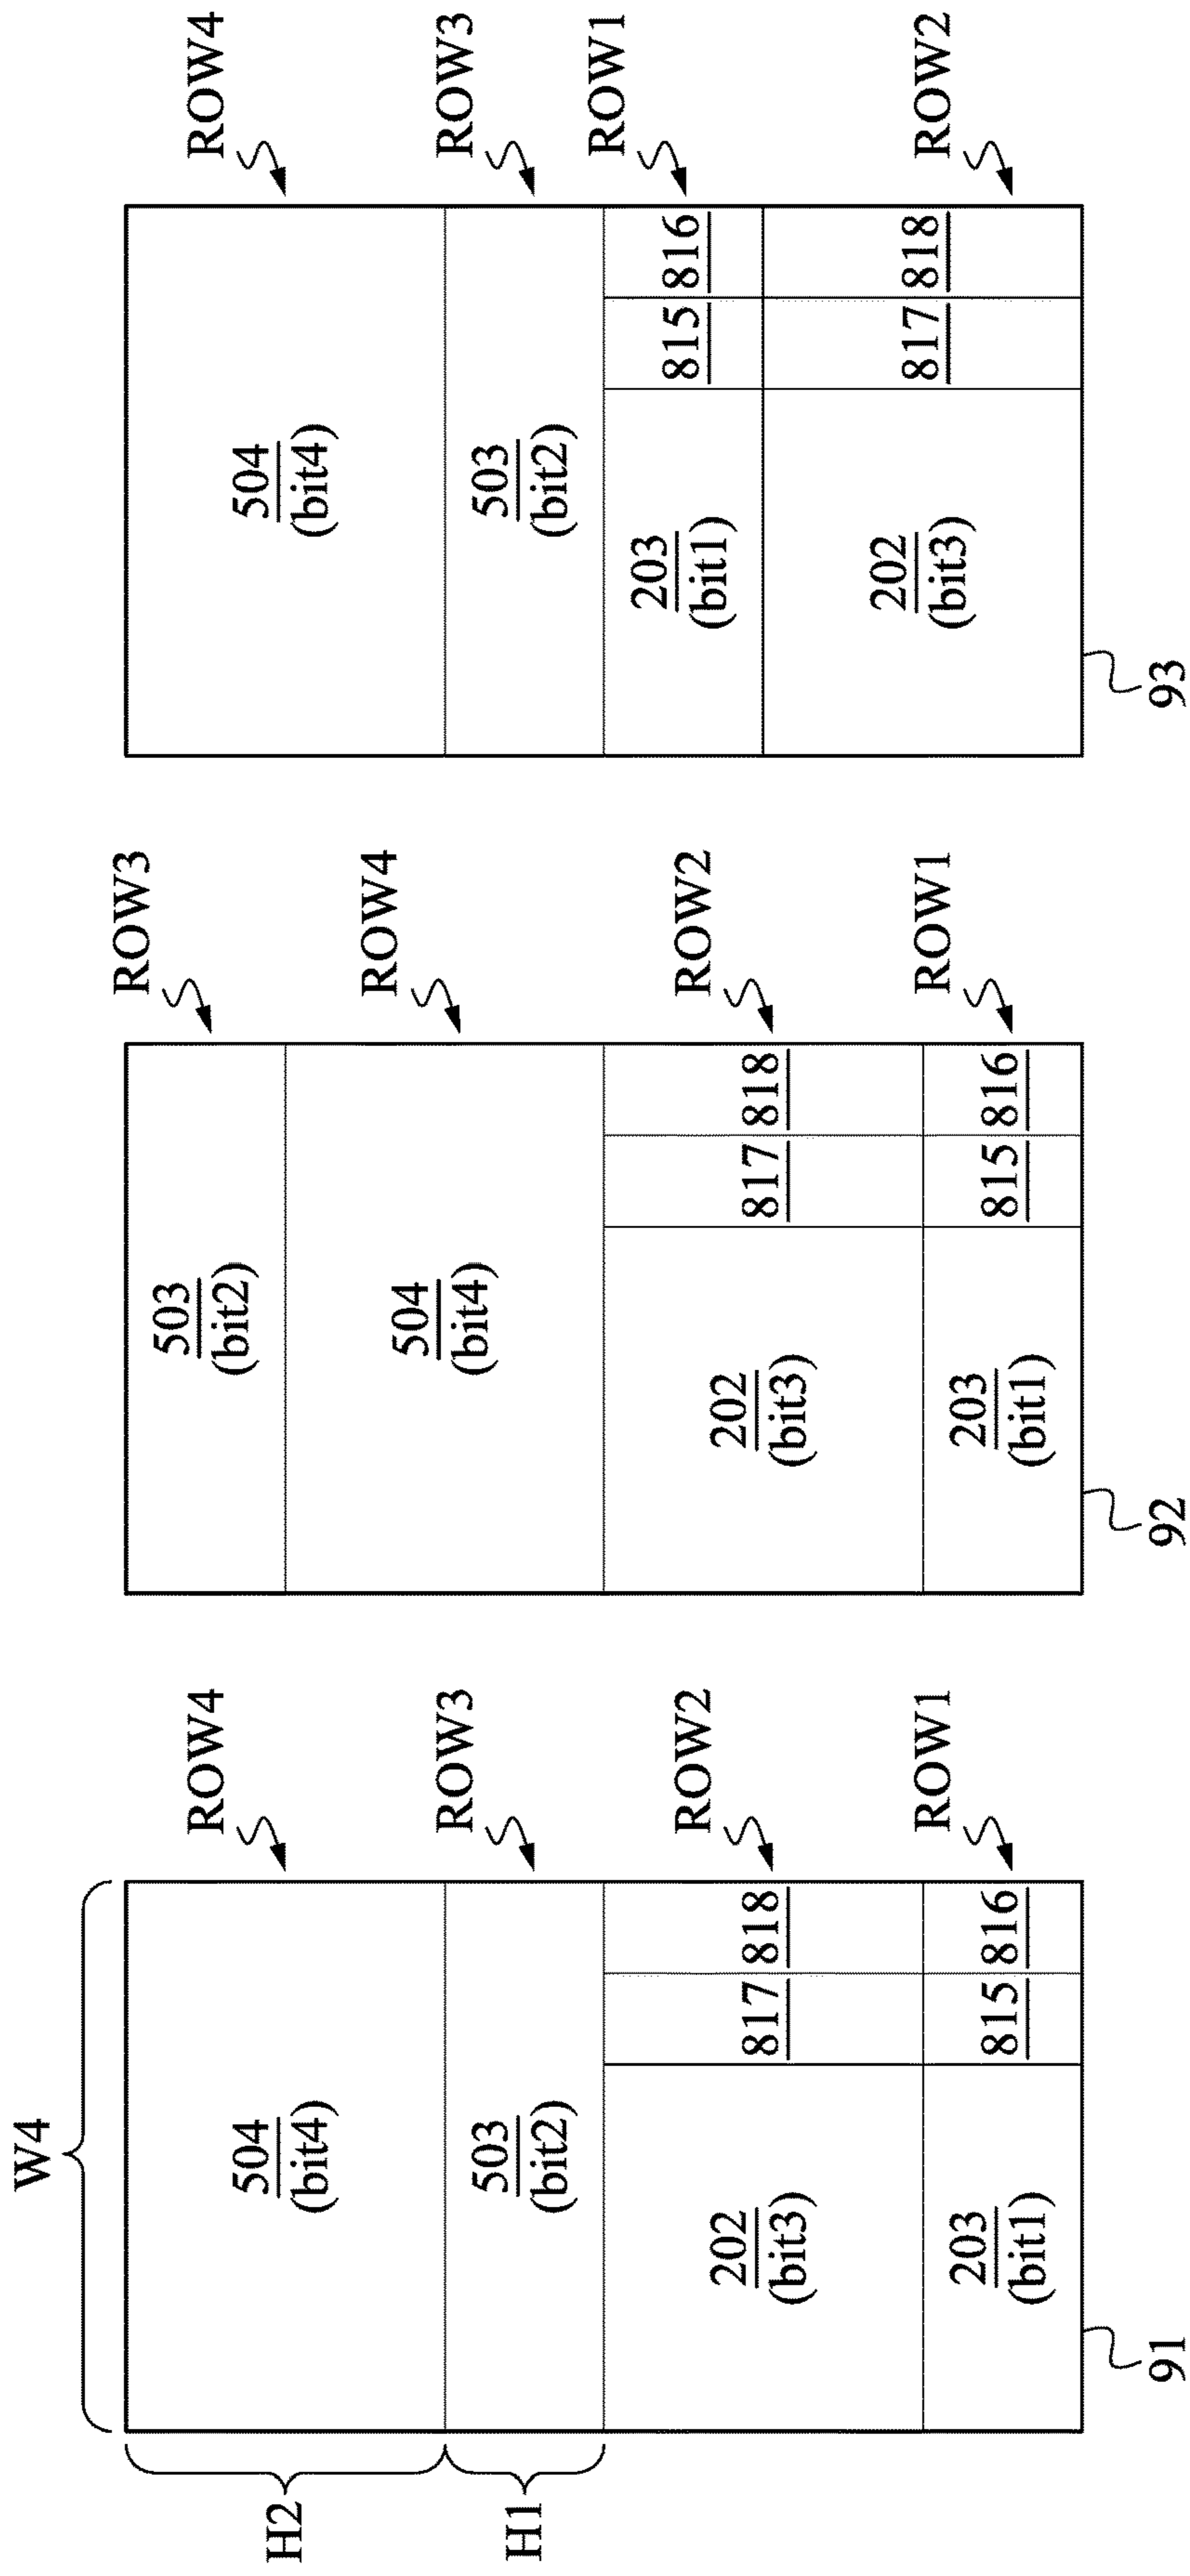 W4
H2
504
(bit4)
ROW4
H1
503
(bit2)
ROW3
202
(bit3)
817
818
ROW2
203
(bit1)
815
816
ROW1
91
503
(bit2)
ROW3
504
(bit4)
ROW4
202
(bit3)
817
818
ROW2
203
(bit1)
815
816
ROW1
92
504
(bit4)
ROW4
503
(bit2)
ROW3
203
(bit1)
815
816
ROW1
202
(bit3)
817
818
ROW2
93